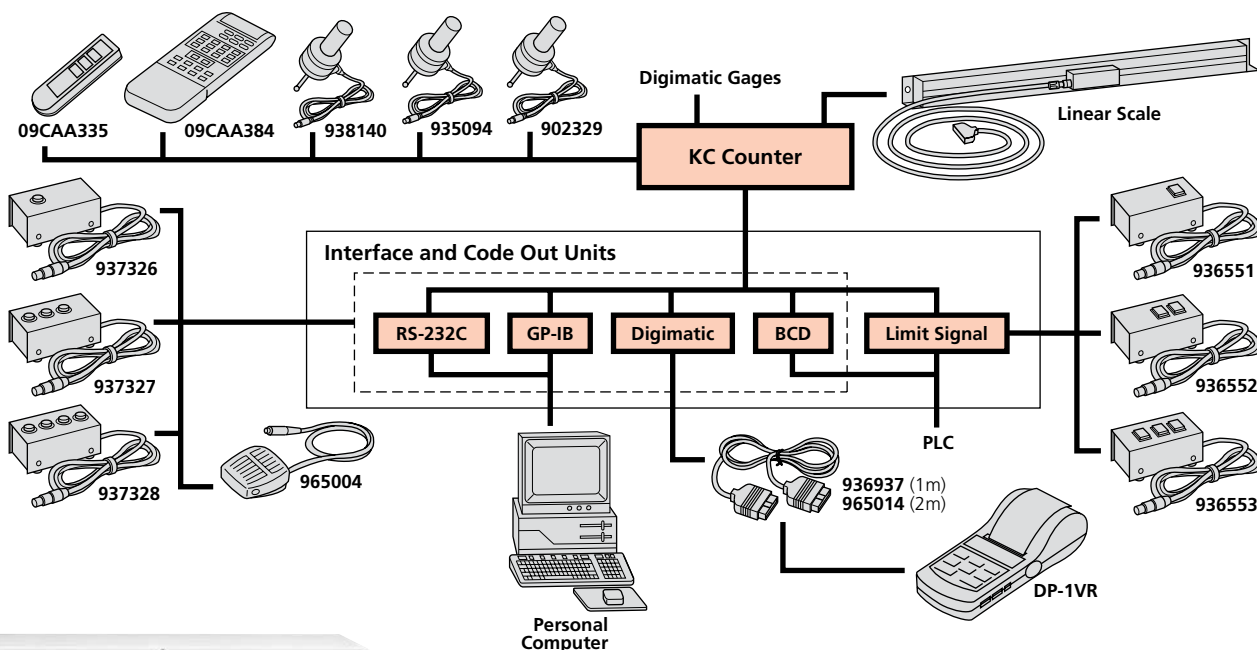 09CAA335
09CAA384
938140
935094
902329
Digimatic Gages
KC Counter
Linear Scale
937326
937327
937328
965004
Interface and Code Out Units
RS-232C
GP-IB
Digimatic
BCD
Limit Signal
936551
936552
936553
PLC
936937 (1m)
965014 (2m)
DP-1VR
Personal
Computer